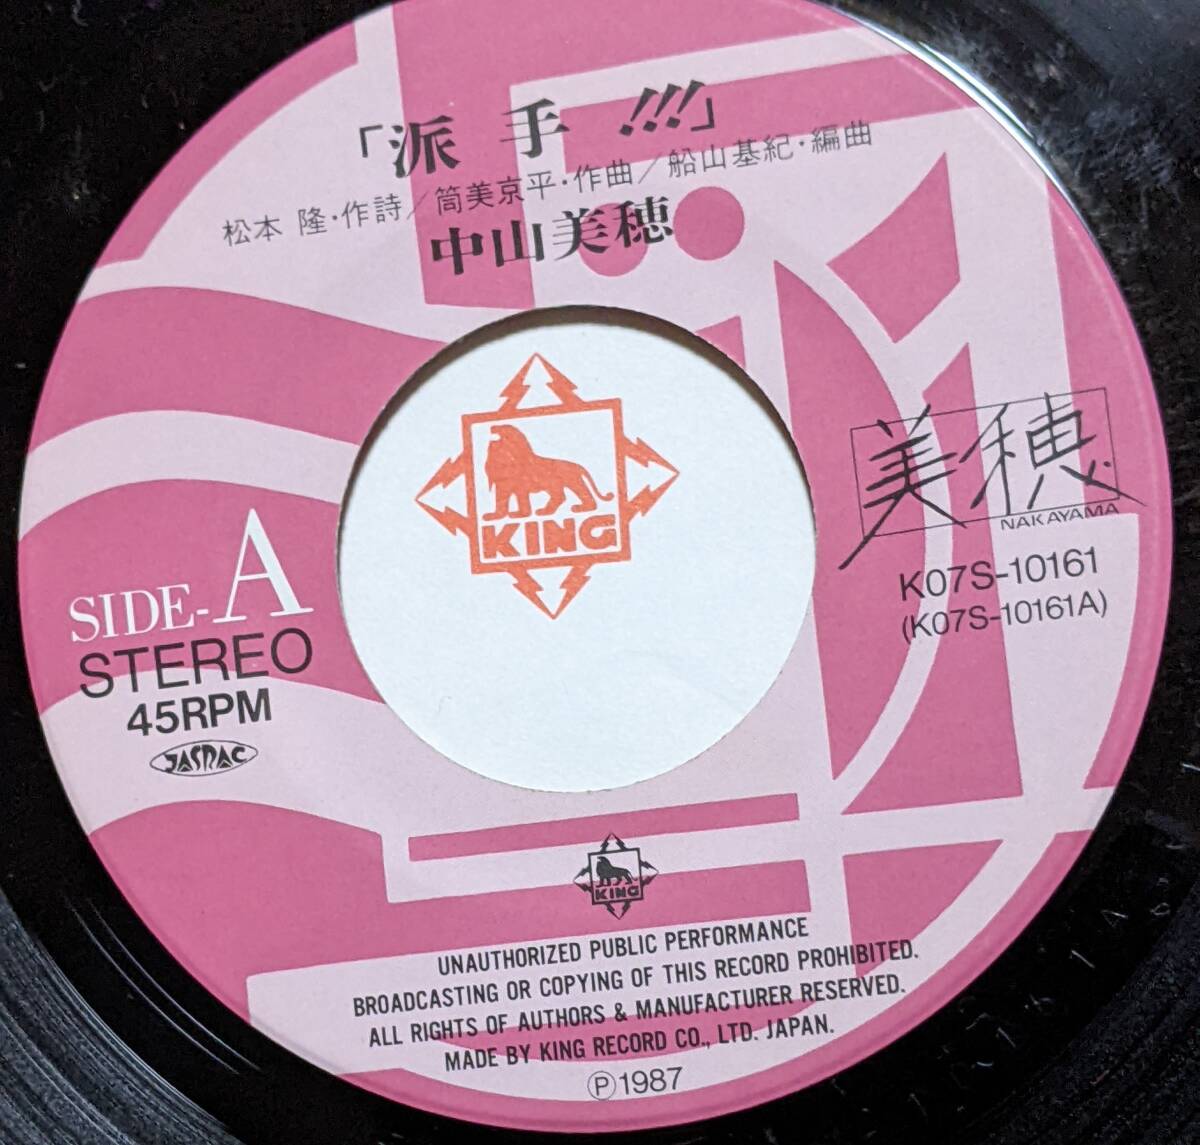 「派手 !!!」
松本 隆・作詩／筒美京平・作曲／船山基紀・編曲
中山美穂
KING
美穂
NAKAYAMA
K07S-10161
(K07S-10161A)
SIDE-A
STEREO
45RPM
JASRAC
KING
UNAUTHORIZED PUBLIC PERFORMANCE
BROADCASTING OR COPYING OF THIS RECORD PROHIBITED.
ALL RIGHTS OF AUTHORS & MANUFACTURER RESERVED.
MADE BY KING RECORD CO., LTD. JAPAN.
Ⓟ1987